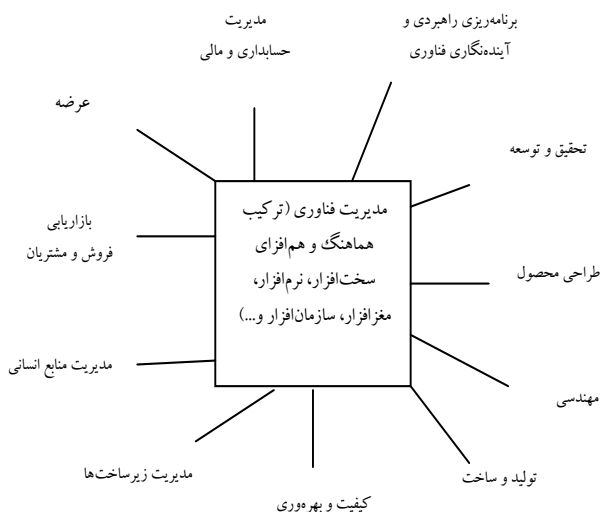 برنامه‌ریزی راهبردی و
آینده‌نگاری فناوری
مدیریت
حسابداری و مالی
عرضه
تحقیق و توسعه
مدیریت فناوری (ترکیب
هماهنگ و هم‌افزای
سخت‌افزار، نرم‌افزار،
مغزافزار، سازمان‌افزار و...)
بازاریابی
فروش و مشتریان
طراحی محصول
مدیریت منابع انسانی
مهندسی
مدیریت زیرساخت‌ها
تولید و ساخت
کیفیت و بهره‌وری